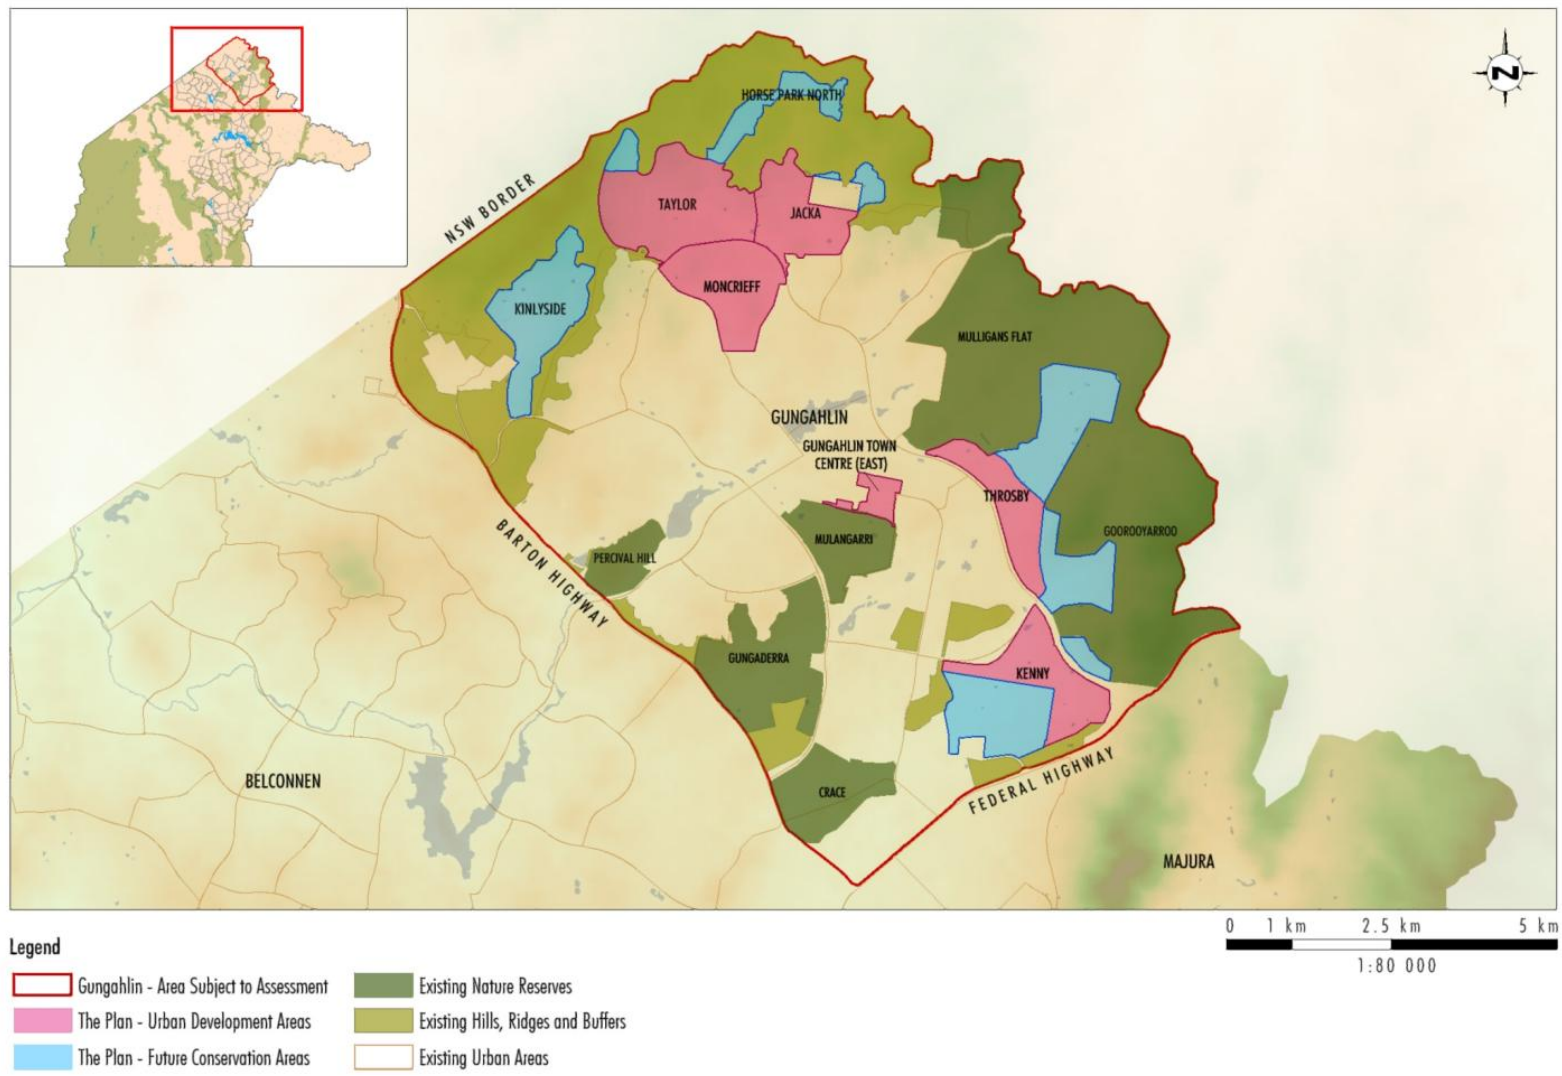 N
HORSE PARK NORTH
NSW BORDER
TAYLOR
JACKA
MONCRIEFF
KINLYSIDE
MULLIGANS FLAT
GUNGAHLIN
GUNGAHLIN TOWN
CENTRE (EAST)
THROSBY
GOOROOYARROO
MULANGARRI
BARTON HIGHWAY
PERCIVAL HILL
GUNGADERRA
KENNY
BELCONNEN
CRACE
FEDERAL HIGHWAY
MAJURA
0 1 km 2.5 km 5 km
1:80 000
Legend
Gungahlin - Area Subject to Assessment
The Plan - Urban Development Areas
The Plan - Future Conservation Areas
Existing Nature Reserves
Existing Hills, Ridges and Buffers
Existing Urban Areas